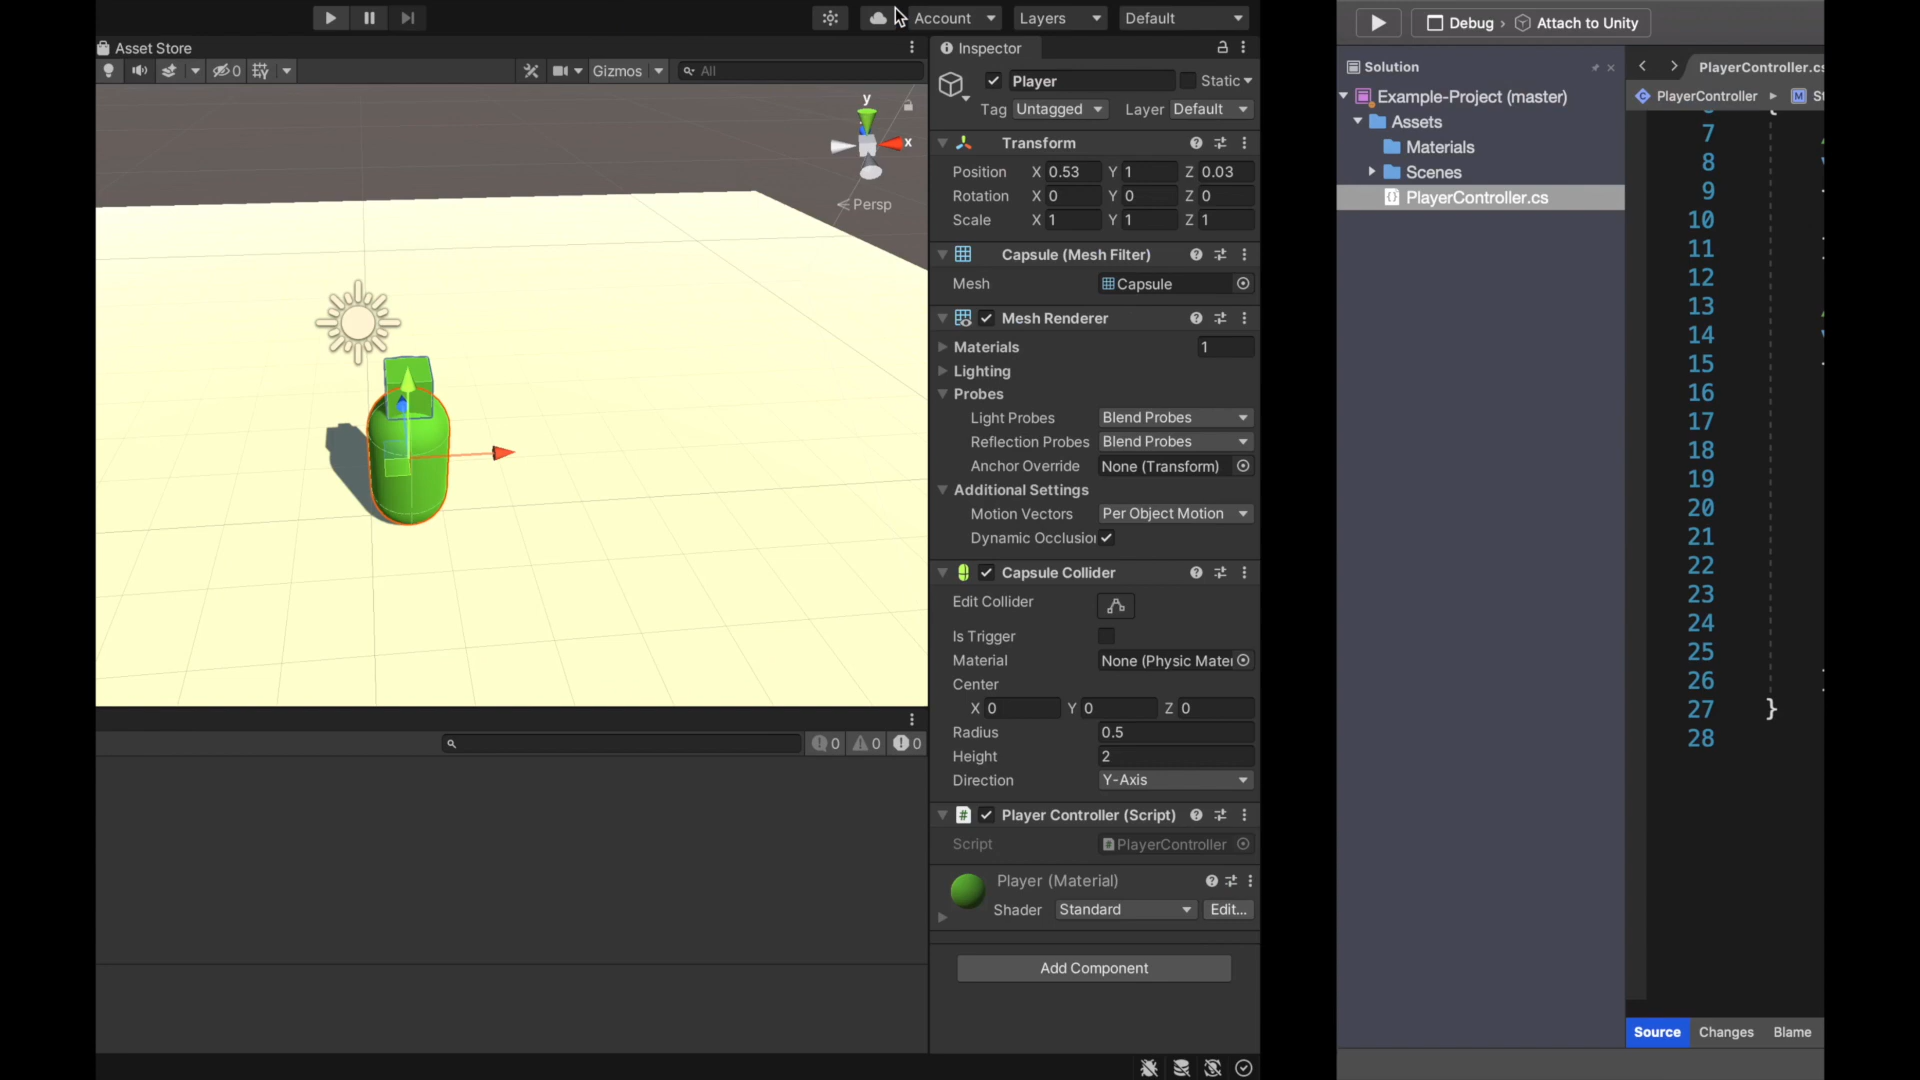 Account
Layers
Default
Asset Store
0
Gizmos
All
y
x
Persp
0
0
0
Inspector
Player
Static
Tag Untagged
Layer Default
Transform
Position X 0.53 Y 1 Z 0.03
Rotation X 0 Y 0 Z 0
Scale X 1 Y 1 Z 1
Capsule (Mesh Filter)
Mesh Capsule
Mesh Renderer
Materials 1
Lighting
Probes
Light Probes Blend Probes
Reflection Probes Blend Probes
Anchor Override None (Transform)
Additional Settings
Motion Vectors Per Object Motion
Dynamic Occlusion
Capsule Collider
Edit Collider
Is Trigger
Material None (Physic Mater
Center
X 0 Y 0 Z 0
Radius 0.5
Height 2
Direction Y-Axis
# Player Controller (Script)
Script # PlayerController
Player (Material)
Shader Standard Edit...
Add Component
Debug › Attach to Unity
Solution
Example-Project (master)
Assets
Materials
Scenes
PlayerController.cs
PlayerController.cs
PlayerController M St
7
8
9
10
11
12
13
14
15
16
17
18
19
20
21
22
23
24
25
26
27 }
28
Source Changes Blame